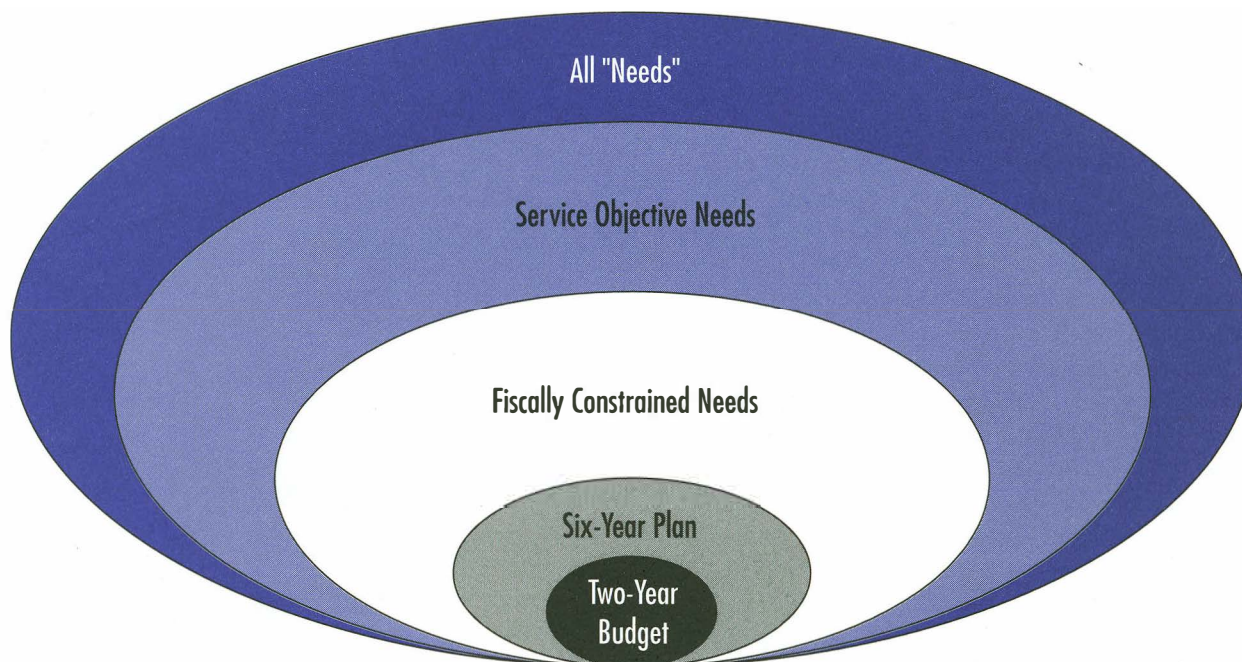 All "Needs"
Service Objective Needs
Fiscally Constrained Needs
Six-Year Plan
Two-Year
Budget